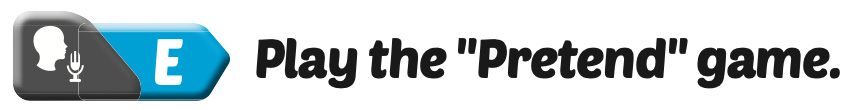 E Play the "Pretend" game.